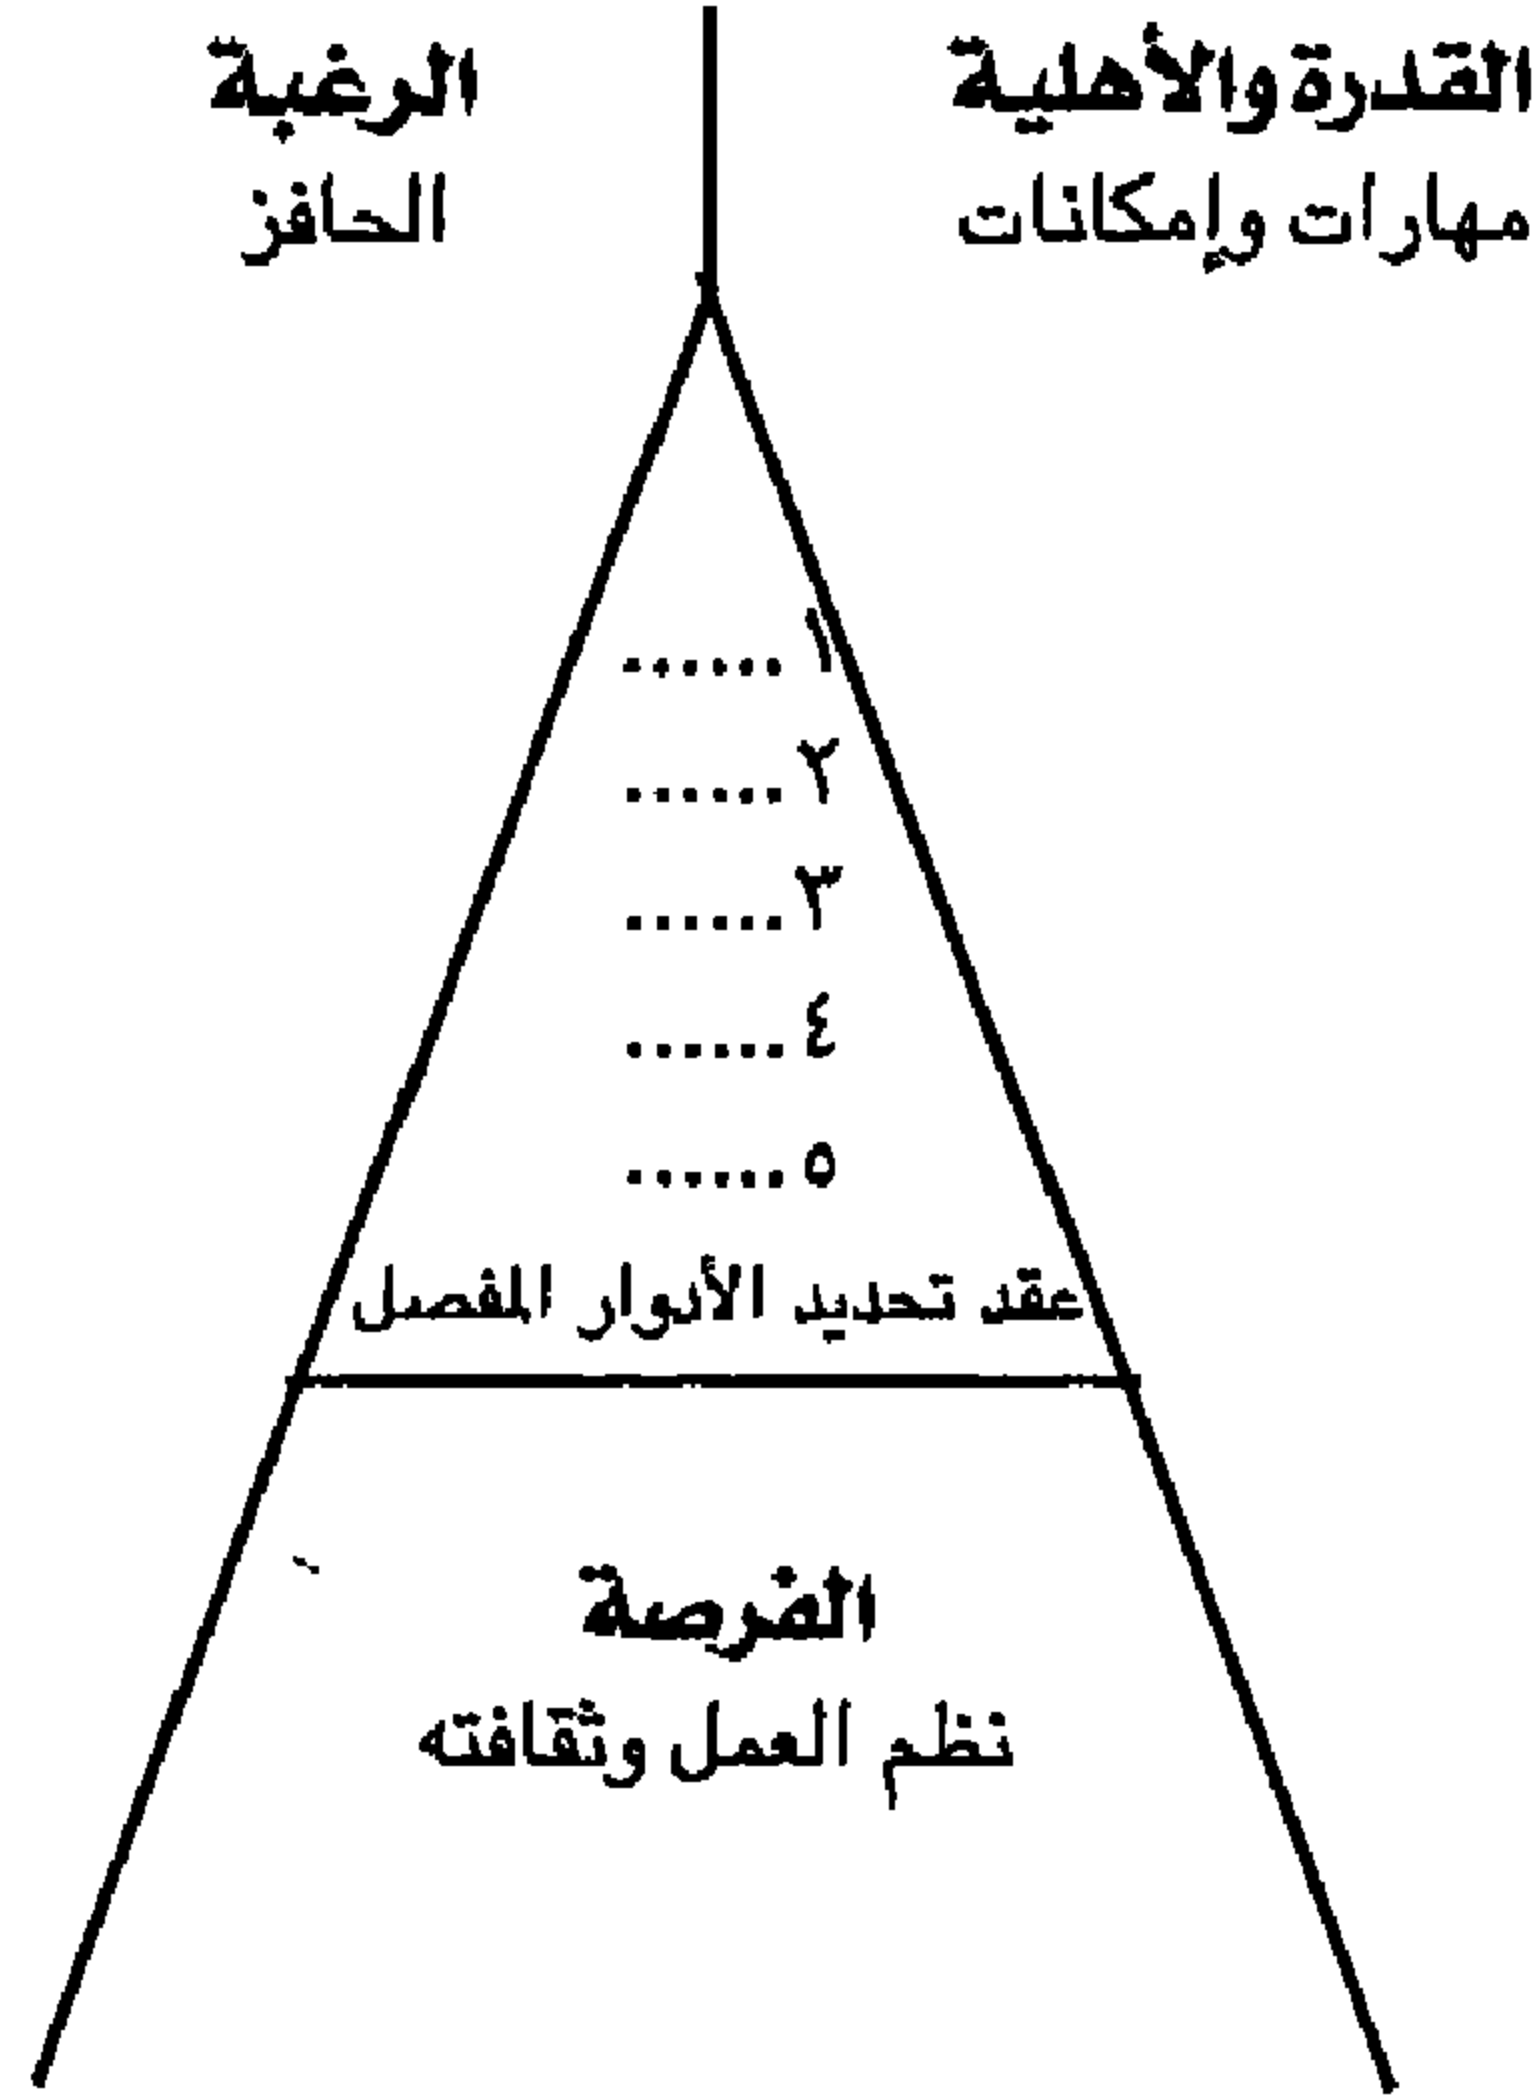 القدرة والأهلية
مهارات وإمكانات
الرغبة
الحافز
١ ......
٢ ......
٣ ......
٤ ......
٥ ......
عقد تحديد الأدوار المفصل
الفرصة
نظم العمل وثقافته